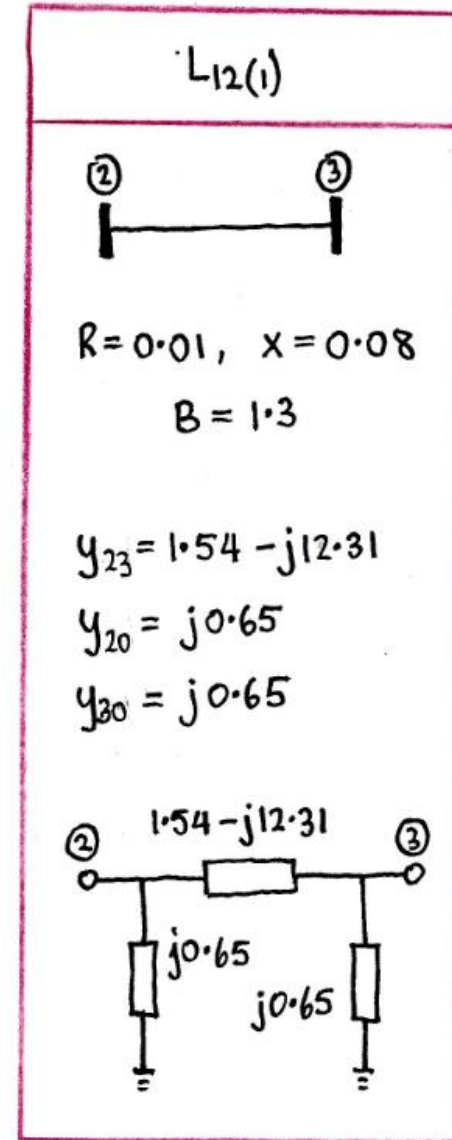 L12(1)
② ③
R = 0.01, X = 0.08
B = 1.3
y23 = 1.54 - j12.31
y20 = j0.65
y30 = j0.65
1.54 - j12.31
② ③
j0.65
j0.65